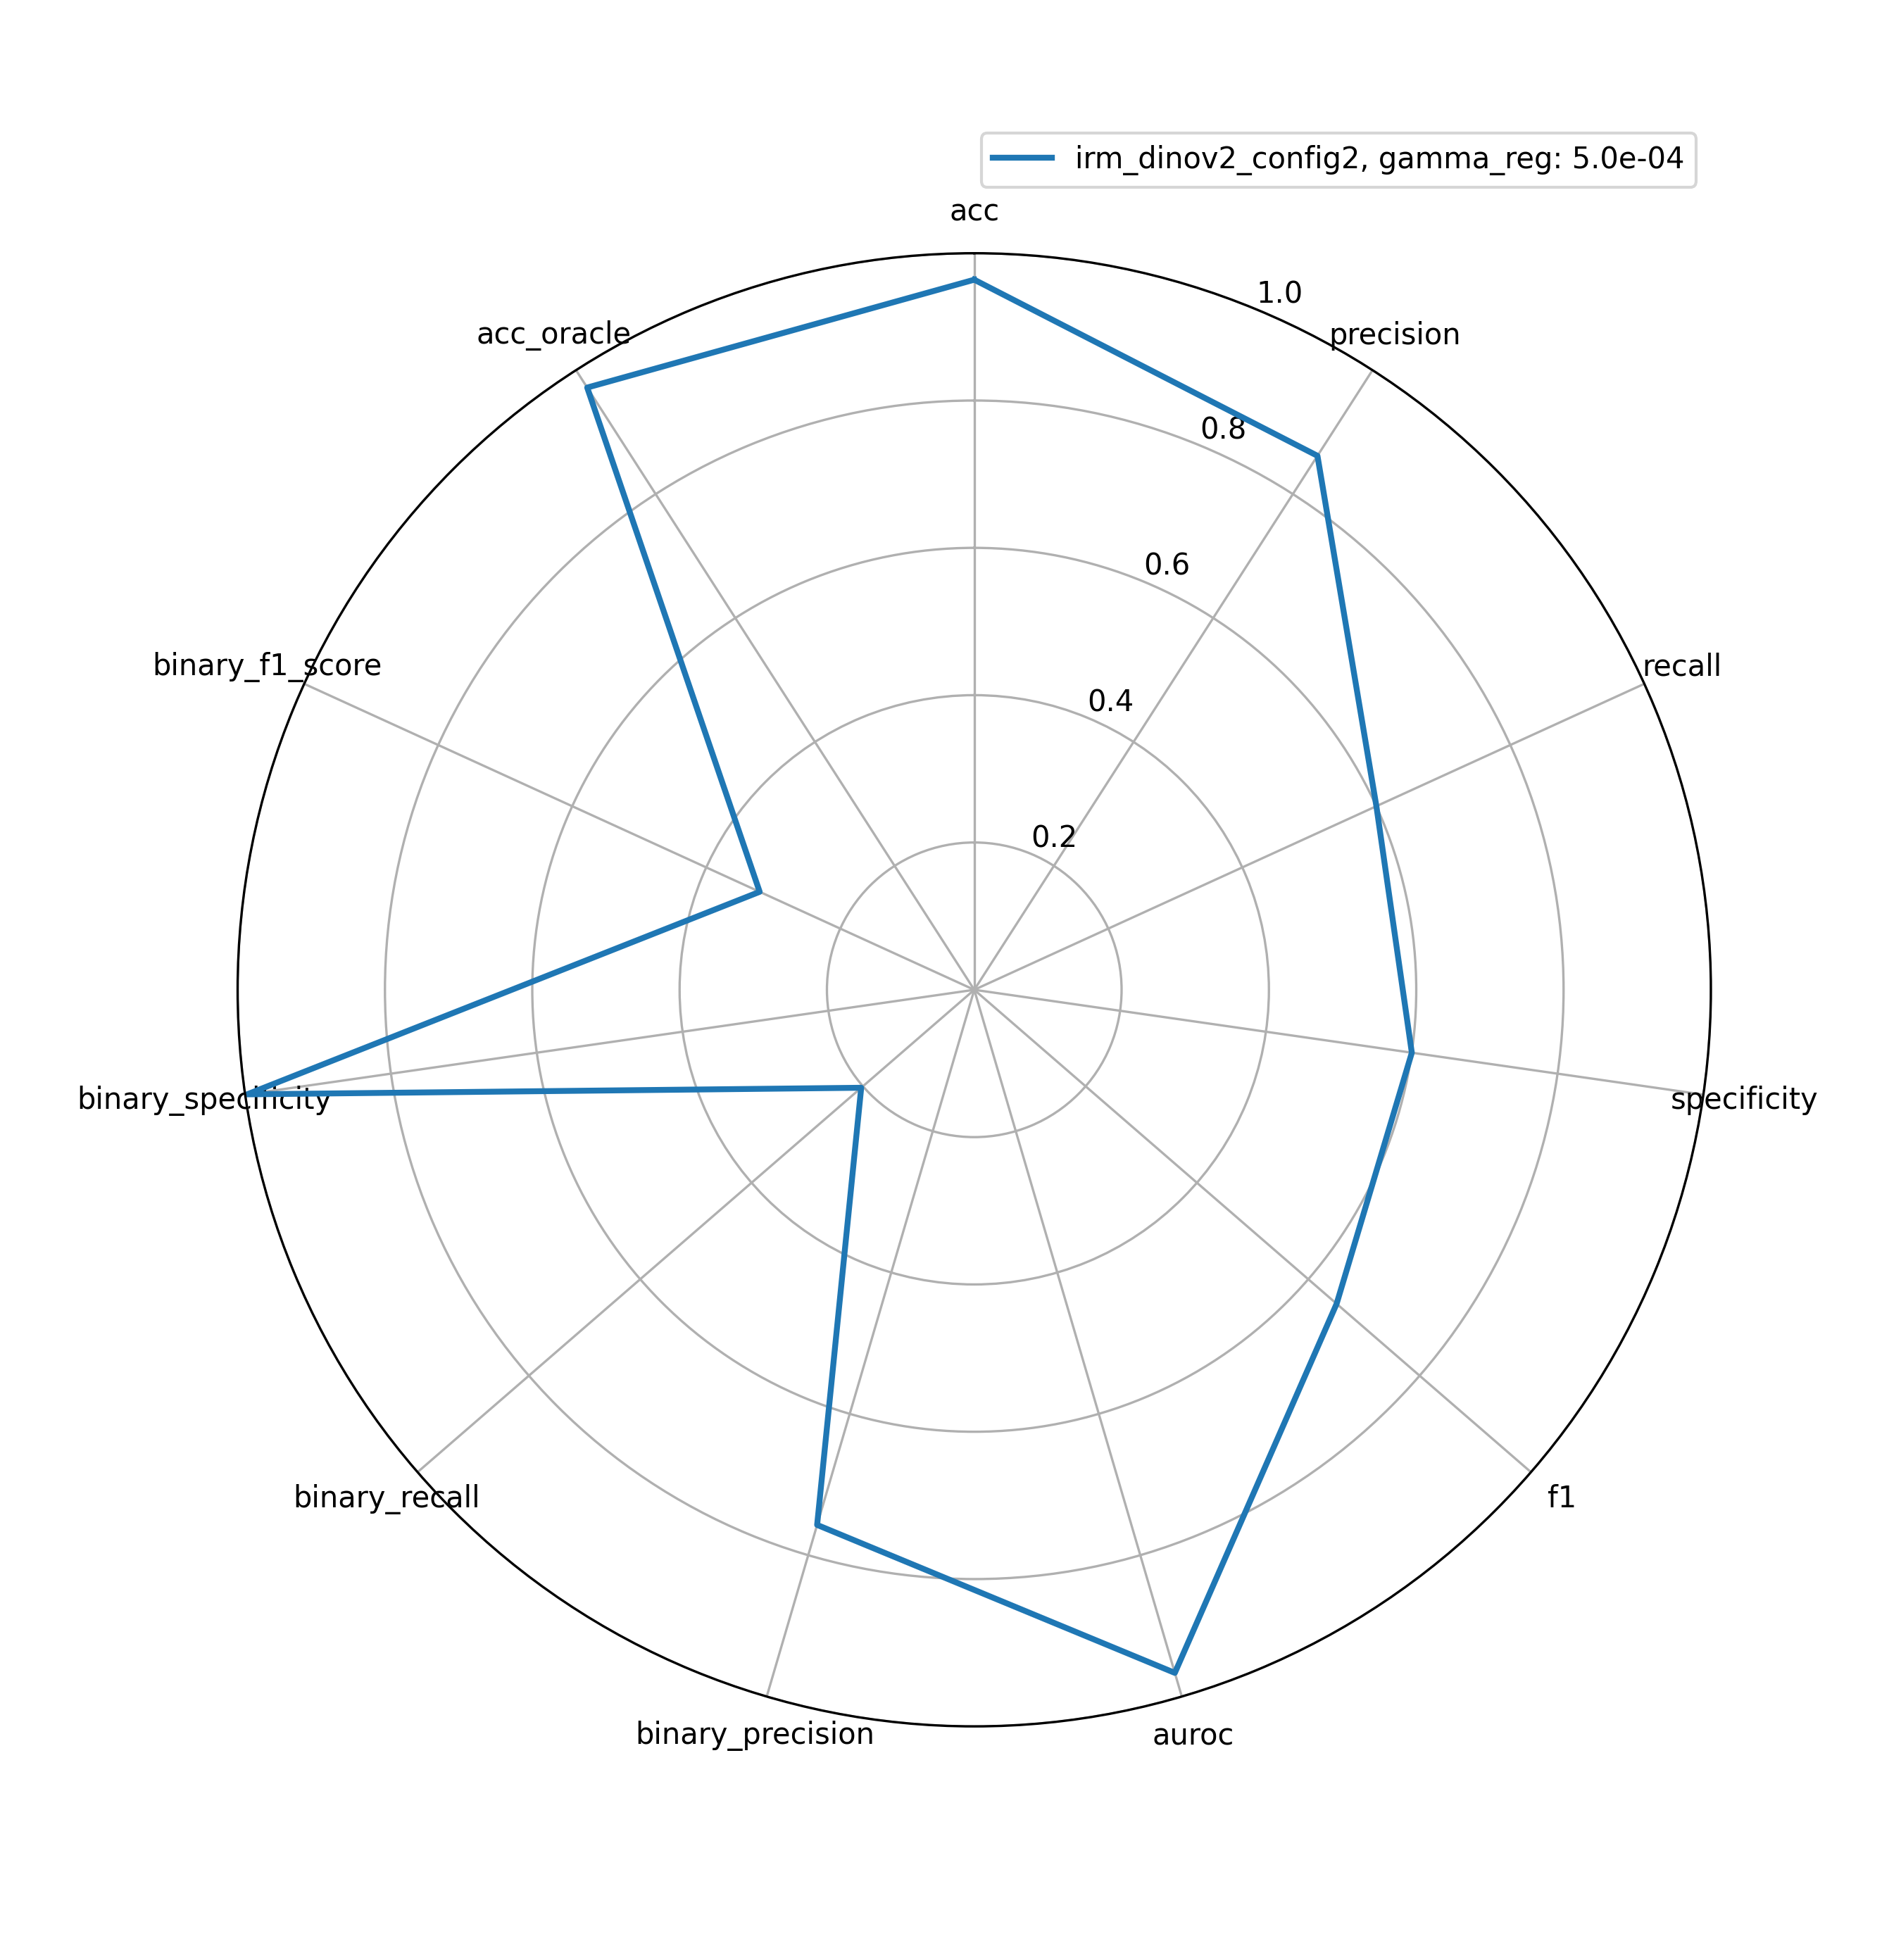 irm_dinov2_config2, gamma_reg: 5.0e-04
acc
1.0
acc_oracle
precision
0.8
0.6
binary_f1_score
recall
0.4
0.2
binary_specificity
specificity
binary_recall
f1
binary_precision
auroc